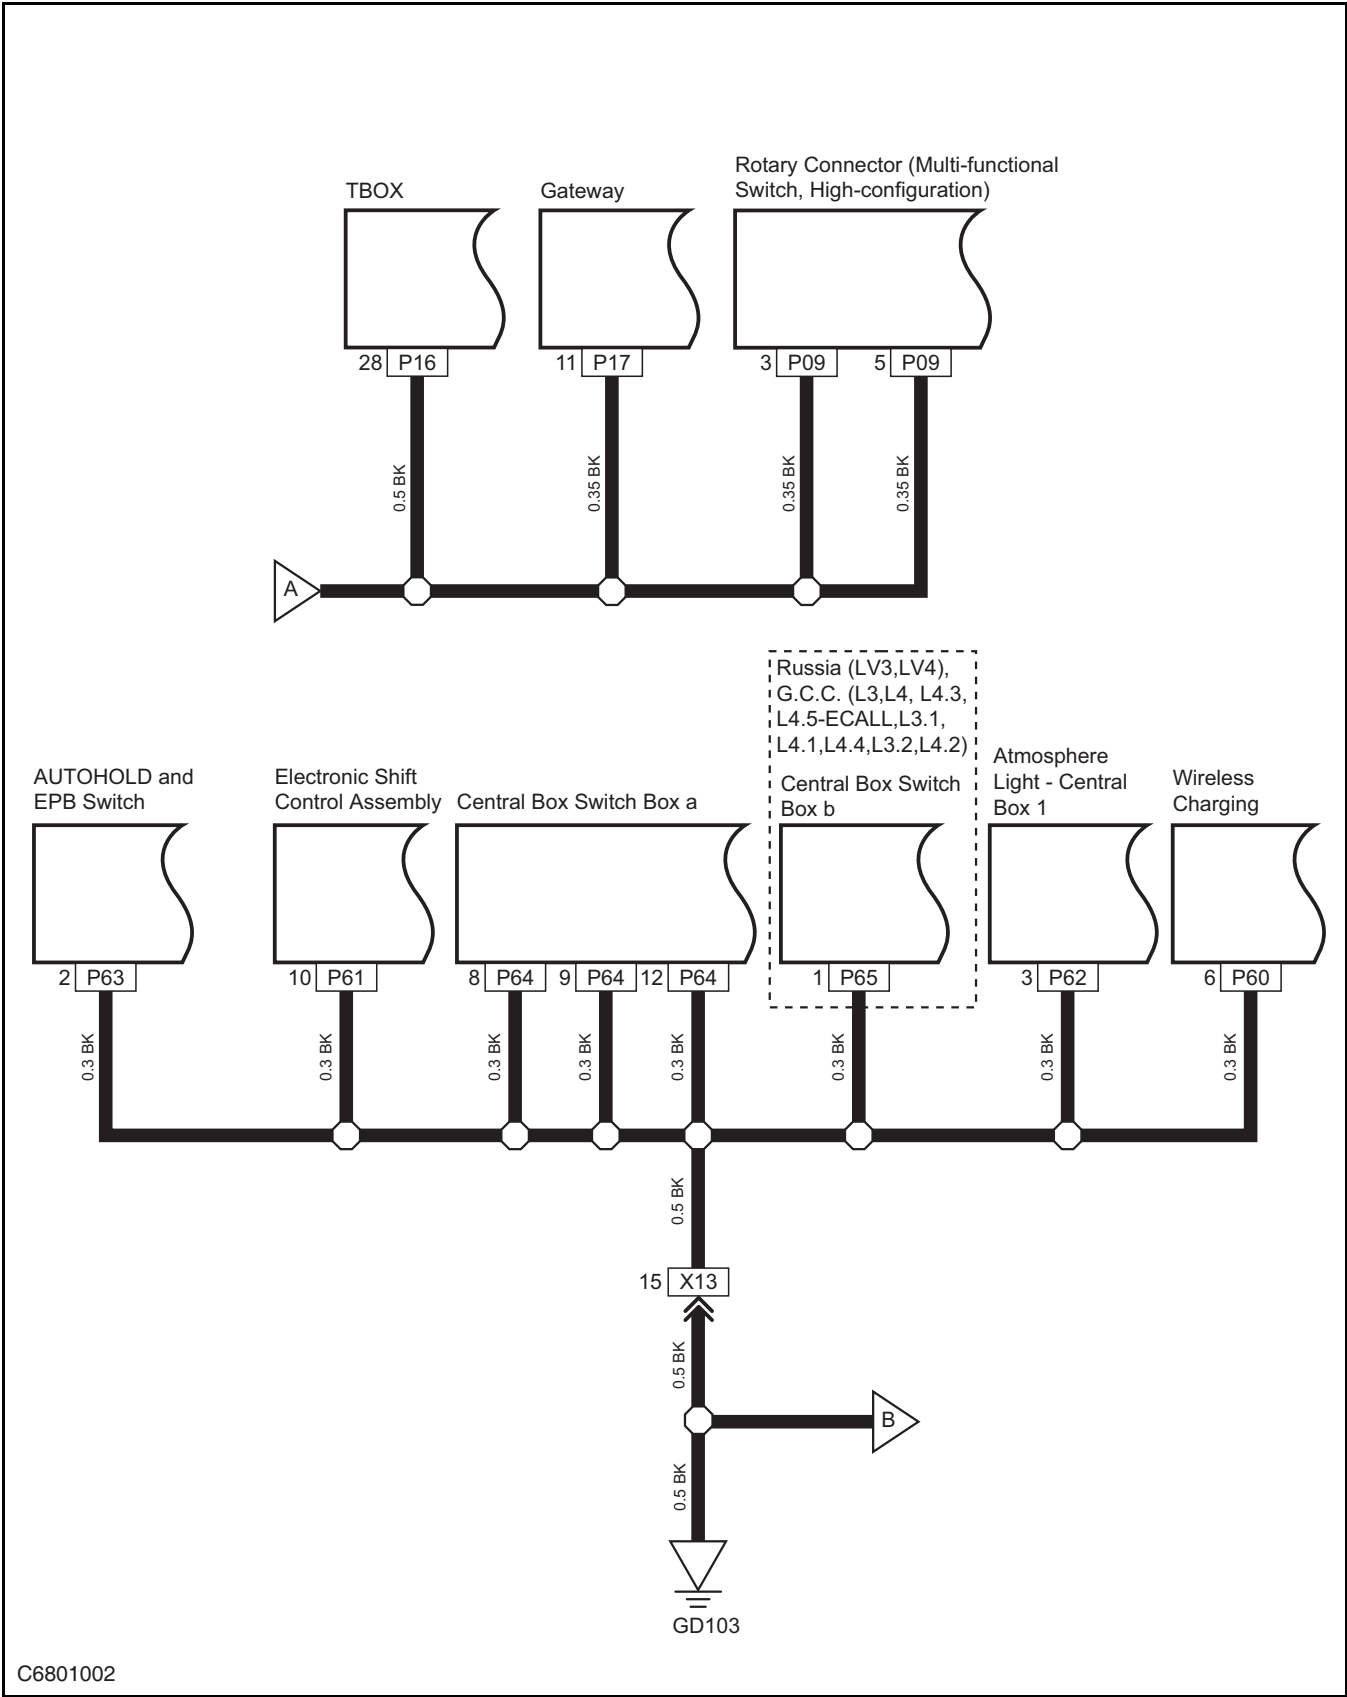 Rotary Connector (Multi-functional
Switch, High-configuration)
TBOX
Gateway
28 P16
11 P17
3 P09
5 P09
0.5 BK
0.35 BK
0.35 BK
0.35 BK
A
Russia (LV3,LV4),
G.C.C. (L3,L4, L4.3,
L4.5-ECALL,L3.1,
L4.1,L4.4,L3.2,L4.2)
AUTOHOLD and
EPB Switch
Electronic Shift
Control Assembly
Central Box Switch Box a
Central Box Switch
Box b
Atmosphere
Light - Central
Box 1
Wireless
Charging
2 P63
10 P61
8 P64
9 P64
12 P64
1 P65
3 P62
6 P60
0.3 BK
0.3 BK
0.3 BK
0.3 BK
0.3 BK
0.3 BK
0.3 BK
0.3 BK
0.5 BK
15 X13
0.5 BK
B
0.5 BK
GD103
C6801002